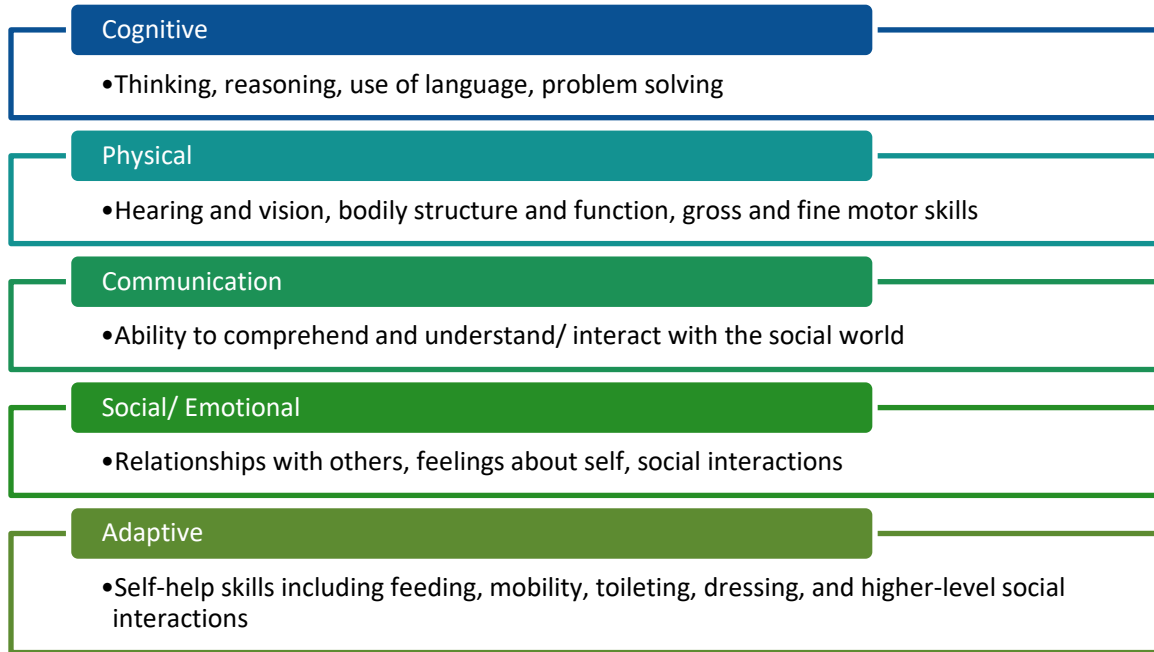 Cognitive
•Thinking, reasoning, use of language, problem solving
Physical
•Hearing and vision, bodily structure and function, gross and fine motor skills
Communication
•Ability to comprehend and understand/ interact with the social world
Social/ Emotional
•Relationships with others, feelings about self, social interactions
Adaptive
•Self-help skills including feeding, mobility, toileting, dressing, and higher-level social
interactions